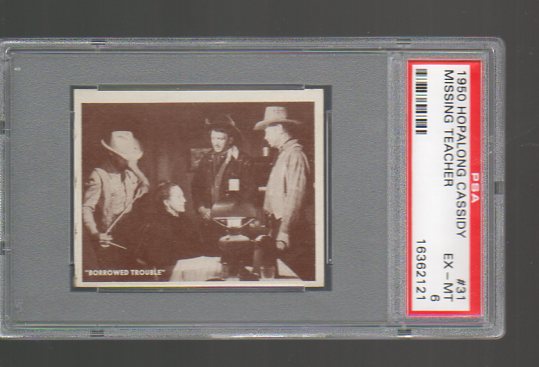 1950 HOPALONG CASSIDY #31
MISSING TEACHER EX - MT
6
16362121
PSA
"BORROWED TROUBLE"